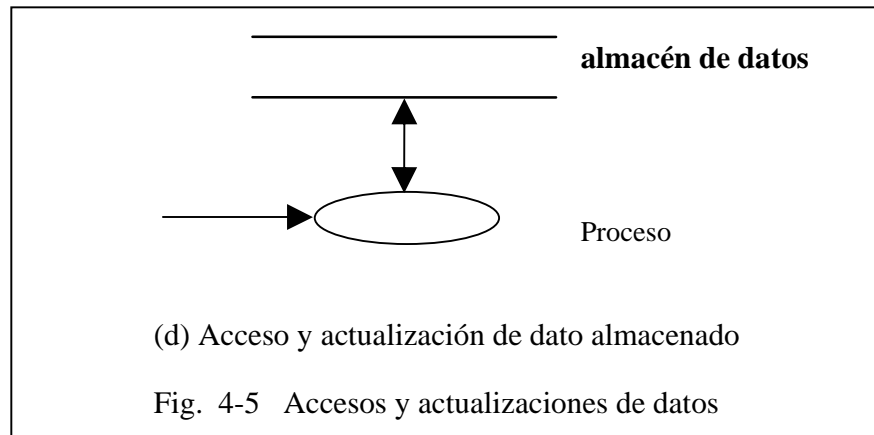 almacén de datos
Proceso
(d) Acceso y actualización de dato almacenado
Fig. 4-5 Accesos y actualizaciones de datos